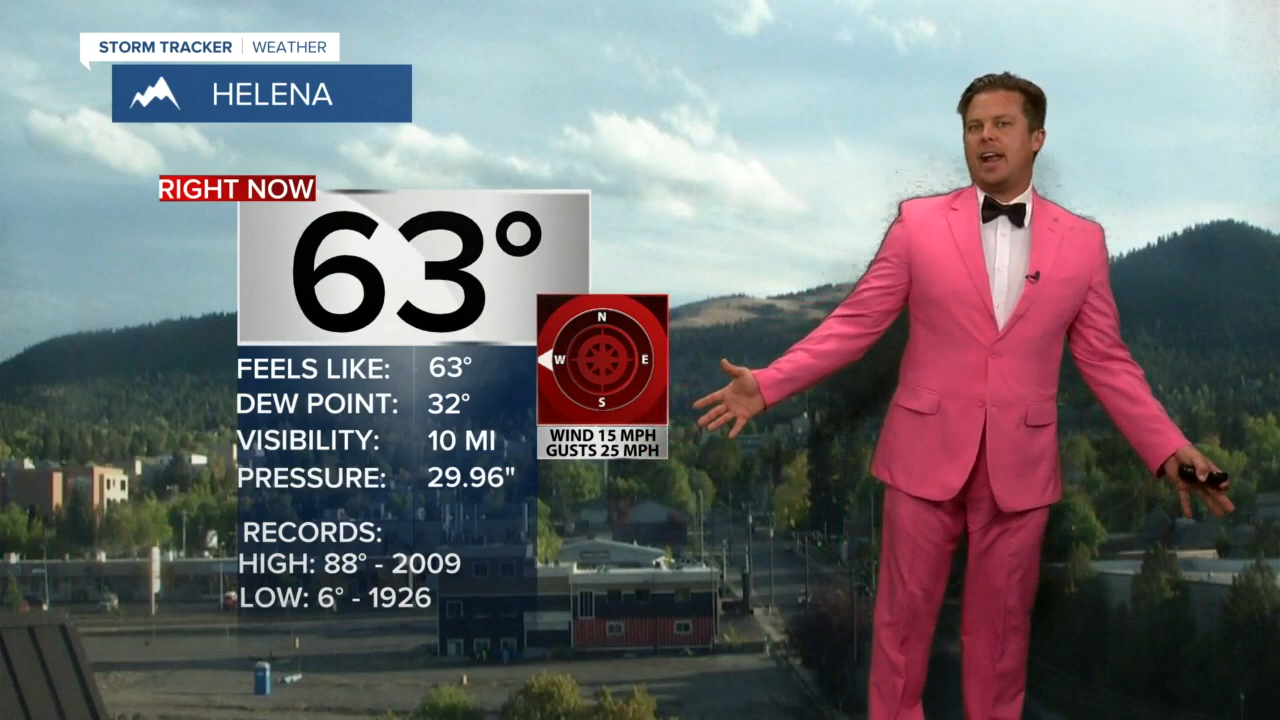 STORM TRACKER | WEATHER
HELENA
RIGHT NOW
63°
N
W E
S
WIND 15 MPH
GUSTS 25 MPH
FEELS LIKE: 63°
DEW POINT: 32°
VISIBILITY: 10 MI
PRESSURE: 29.96"
RECORDS:
HIGH: 88° - 2009
LOW: 6° - 1926